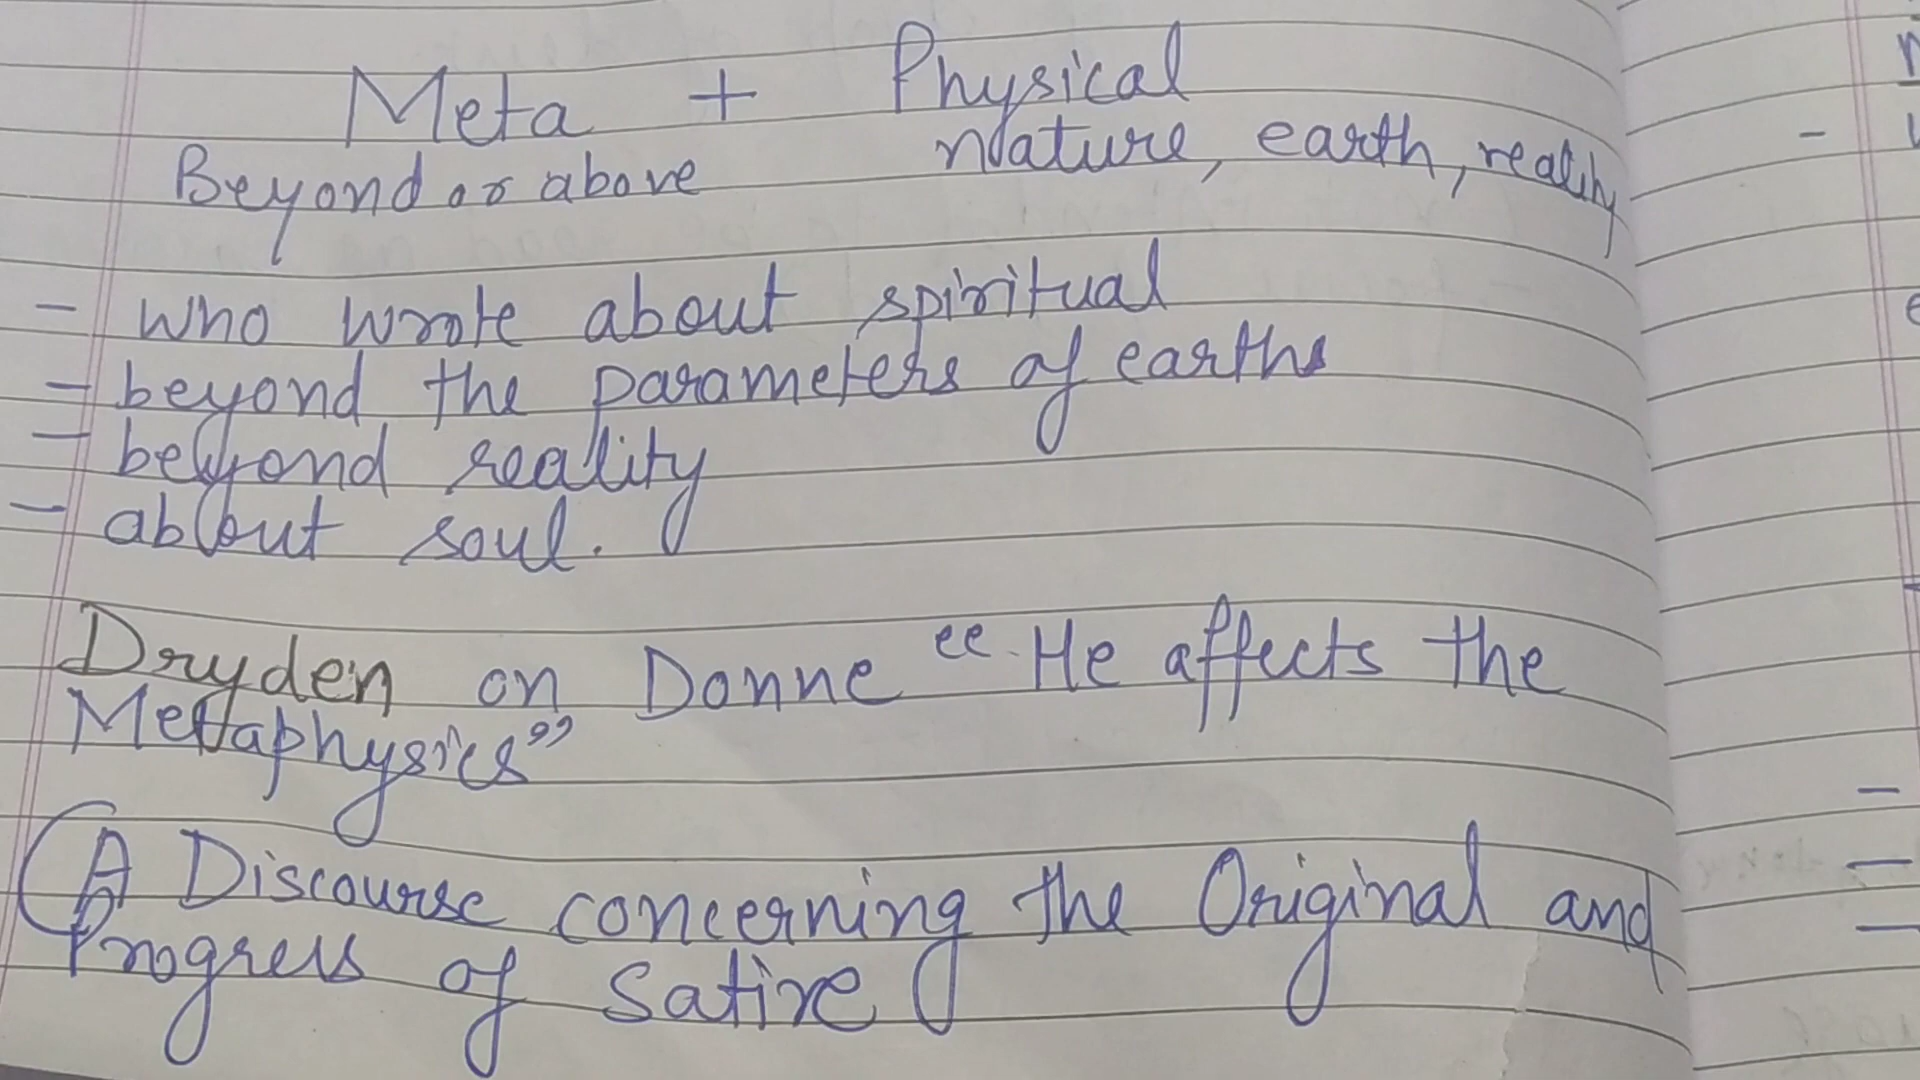 Meta + Physical
Beyond or above nature, earth, reality
- who wrote about spiritual
- beyond the parameters of earths
- beyond reality
- about soul.
Dryden on Donne "He affects the
Metaphysics"
(A Discourse concerning the Original and
Progress of Satire